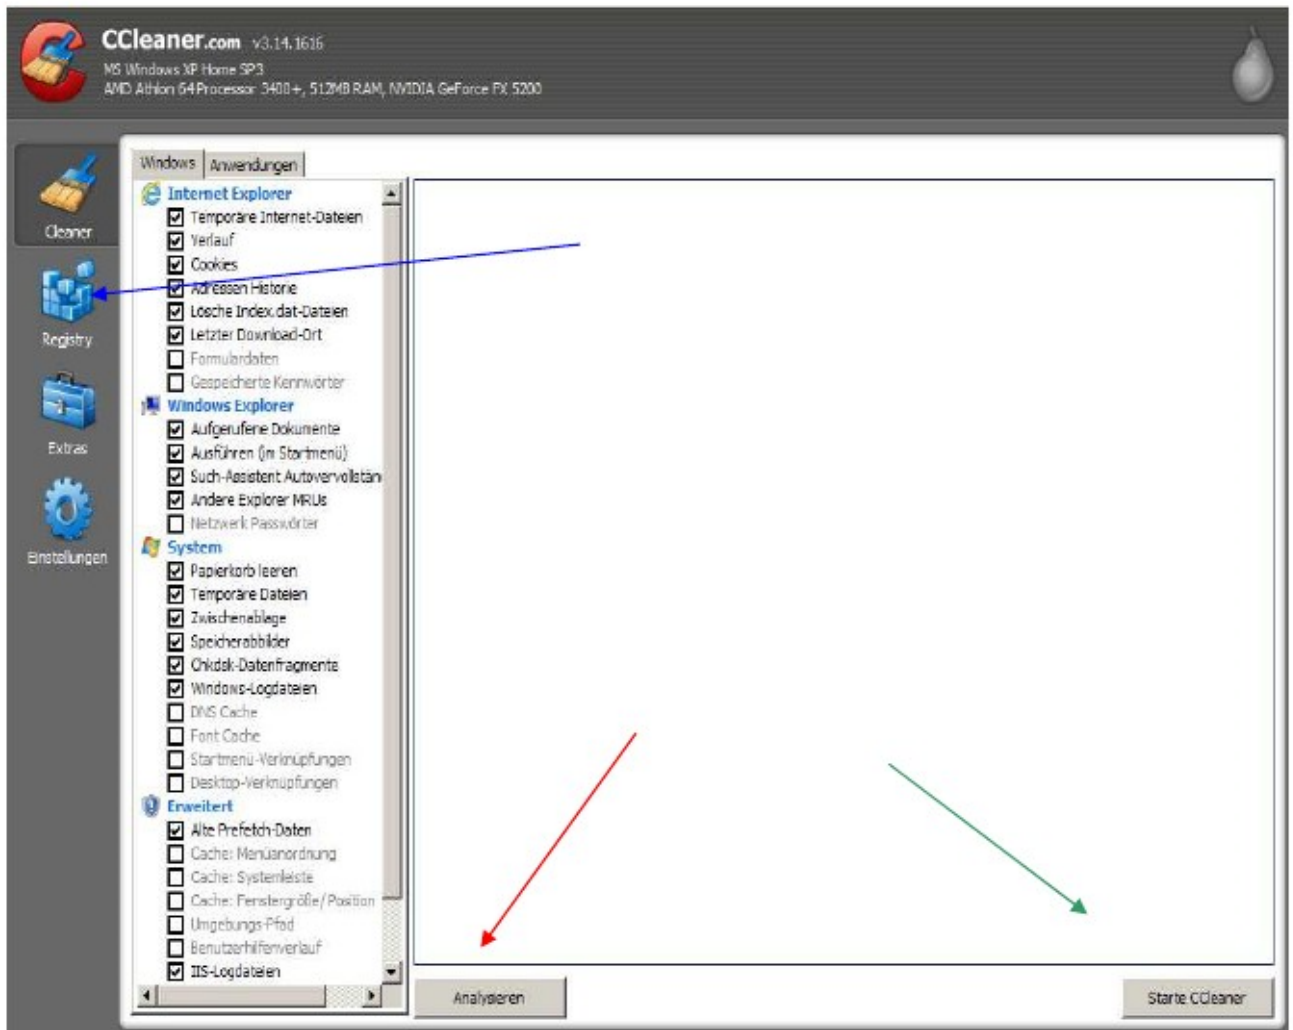 CCleaner.com v3.14.1616
MS Windows XP Home SP3
AMD Athlon 64 Processor 3400+, 512MB RAM, NVIDIA GeForce FX 5200
Cleaner
Registry
Extras
Einstellungen
Windows Anwendungen
Internet Explorer
Temporäre Internet-Dateien
Verlauf
Cookies
Adressen Historie
Lösche Index.dat-Dateien
Letzter Download-Ort
Formulardaten
Gespeicherte Kennwörter
Windows Explorer
Aufgerufene Dokumente
Ausführen (im Startmenü)
Such-Assistent Autovervollstän
Andere Explorer MRUs
Netzwerk Passwörter
System
Papierkorb leeren
Temporäre Dateien
Zwischenablage
Speicherabbilder
Chkdsk-Datenfragmente
Windows-Logdateien
DNS Cache
Font Cache
Startmenü-Verknüpfungen
Desktop-Verknüpfungen
Erweitert
Alte Prefetch-Daten
Cache: Menüanordnung
Cache: Systemleiste
Cache: Fenstergröße/Position
Umgebungs-Pfad
Benutzerhilfenverlauf
IIS-Logdateien
Analysieren
Starte CCleaner